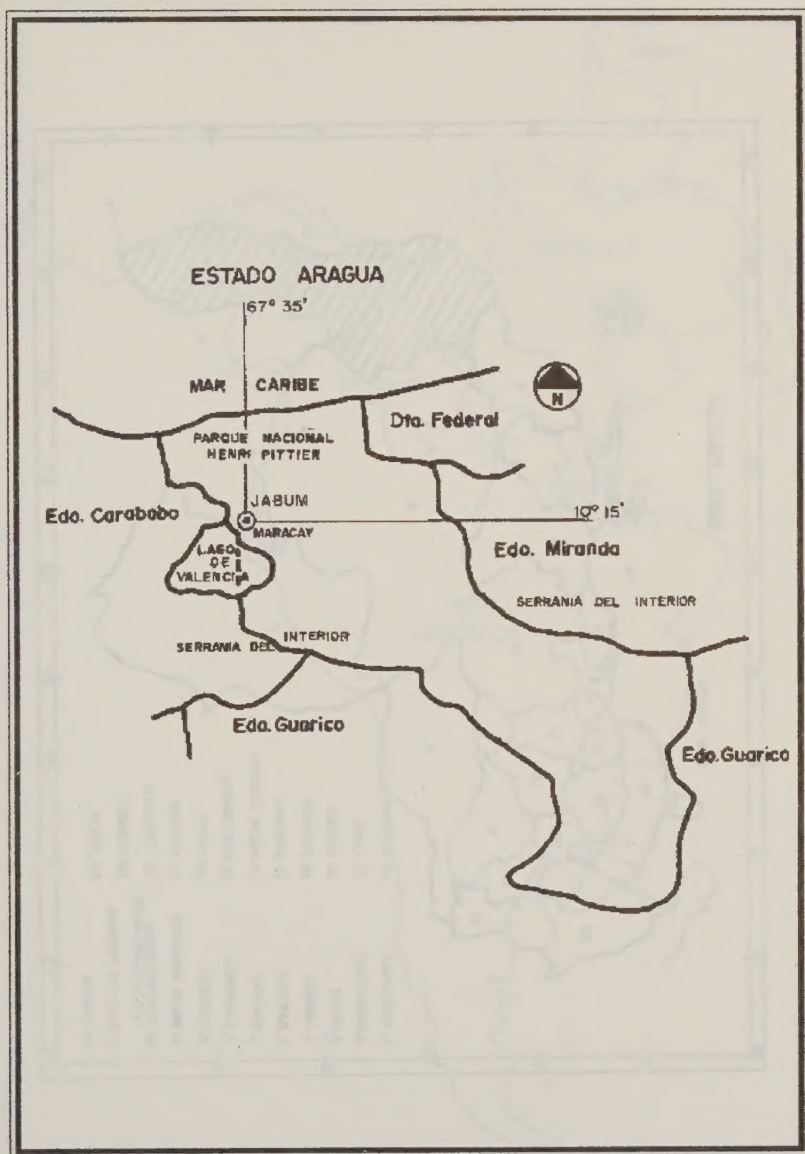 ESTADO ARAGUA
67° 35'
MAR CARIBE
N
Dto. Federal
PARQUE NACIONAL
HENRI PITTIER
JABUM
Edo. Carabobo
10° 15'
MARACAY
LAGO
DE
VALENCIA
Edo. Miranda
SERRANIA DEL INTERIOR
SERRANIA DEL INTERIOR
Edo. Guarico
Edo. Guarico